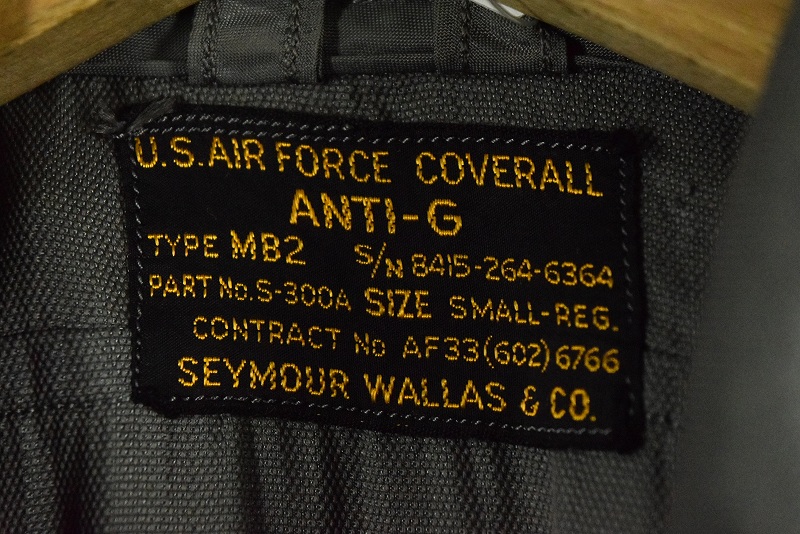 U.S. AIR FORCE COVERALL
ANTI-G
TYPE MB2 S/N 8415-264-6364
PART No. S-300A SIZE SMALL-REG.
CONTRACT No AF33(602)6766
SEYMOUR WALLAS & CO.